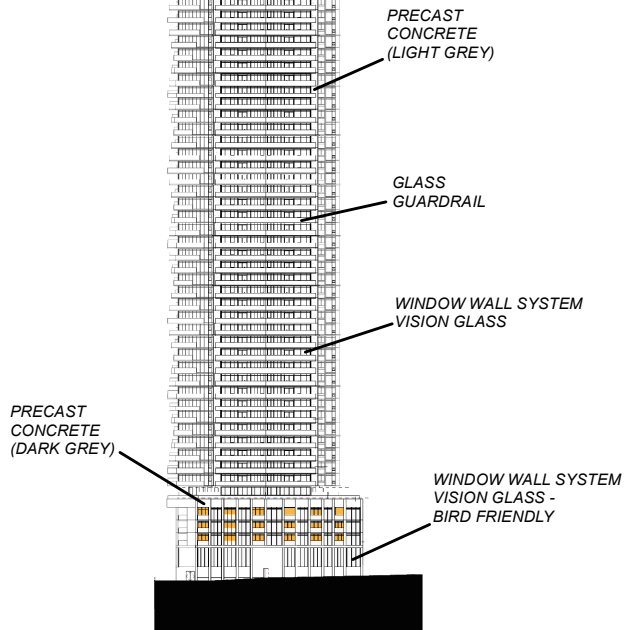 PRECAST
CONCRETE
(LIGHT GREY)
GLASS
GUARDRAIL
WINDOW WALL SYSTEM
VISION GLASS
PRECAST
CONCRETE
(DARK GREY)
WINDOW WALL SYSTEM
VISION GLASS -
BIRD FRIENDLY